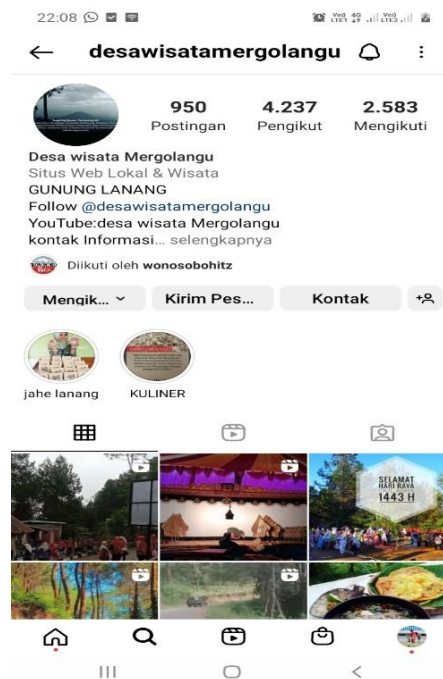 22:08
desawisatamergolangu
950 4.237 2.583
Postingan Pengikut Mengikuti
Desa wisata Mergolangu
Situs Web Lokal & Wisata
GUNUNG LANANG
Follow @desawisatamergolangu
YouTube:desa wisata Mergolangu
kontak Informasi... selengkapnya
Diikuti oleh wonosobohitz
Mengik... Kirim Pes... Kontak
jahe lanang KULINER
SELAMAT
HARI RAYA
1443 H